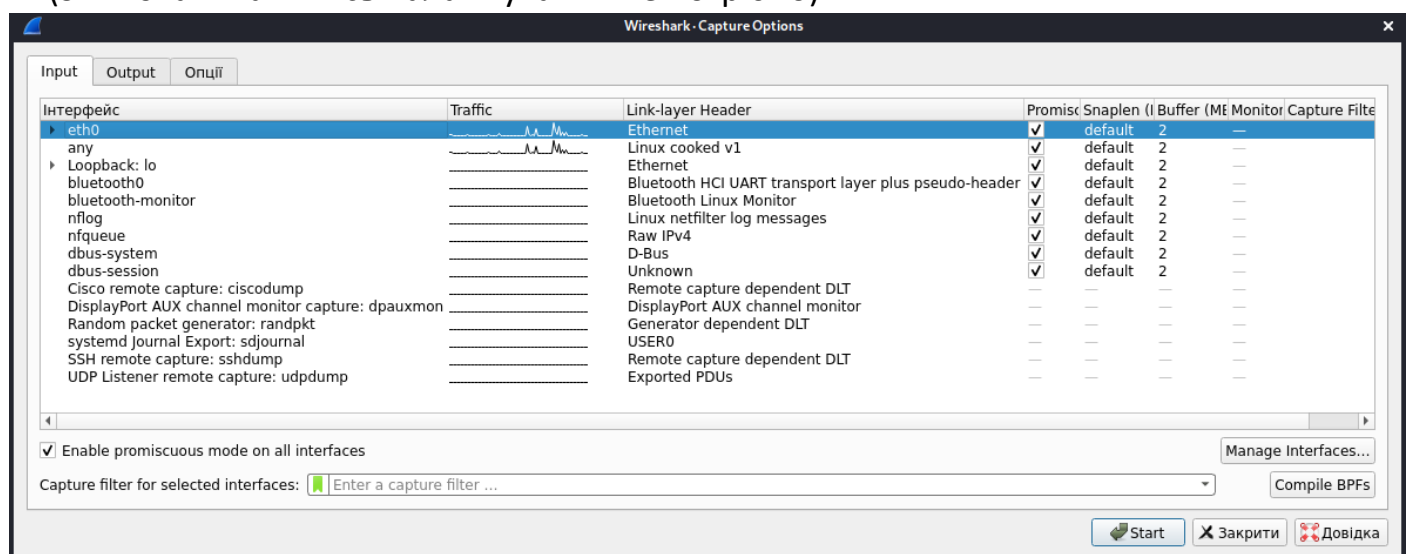 Wireshark · Capture Options
Input Output Опції
Інтерфейс Traffic Link-layer Header Promisc Snaplen ( Buffer (MB Monitor Capture Filte
eth0 Ethernet default 2 —
any Linux cooked v1 default 2 —
Loopback: lo Ethernet default 2 —
bluetooth0 Bluetooth HCI UART transport layer plus pseudo-header default 2 —
bluetooth-monitor Bluetooth Linux Monitor default 2 —
nflog Linux netfilter log messages default 2 —
nfqueue Raw IPv4 default 2 —
dbus-system D-Bus default 2 —
dbus-session Unknown default 2 —
Cisco remote capture: ciscodump Remote capture dependent DLT — — — —
DisplayPort AUX channel monitor capture: dpauxmon DisplayPort AUX channel monitor — — — —
Random packet generator: randpkt Generator dependent DLT — — — —
systemd Journal Export: sdjournal USER0 — — — —
SSH remote capture: sshdump Remote capture dependent DLT — — — —
UDP Listener remote capture: udpdump Exported PDUs — — — —
Enable promiscuous mode on all interfaces Manage Interfaces...
Capture filter for selected interfaces: Enter a capture filter ... Compile BPFs
Start Закрити Довідка